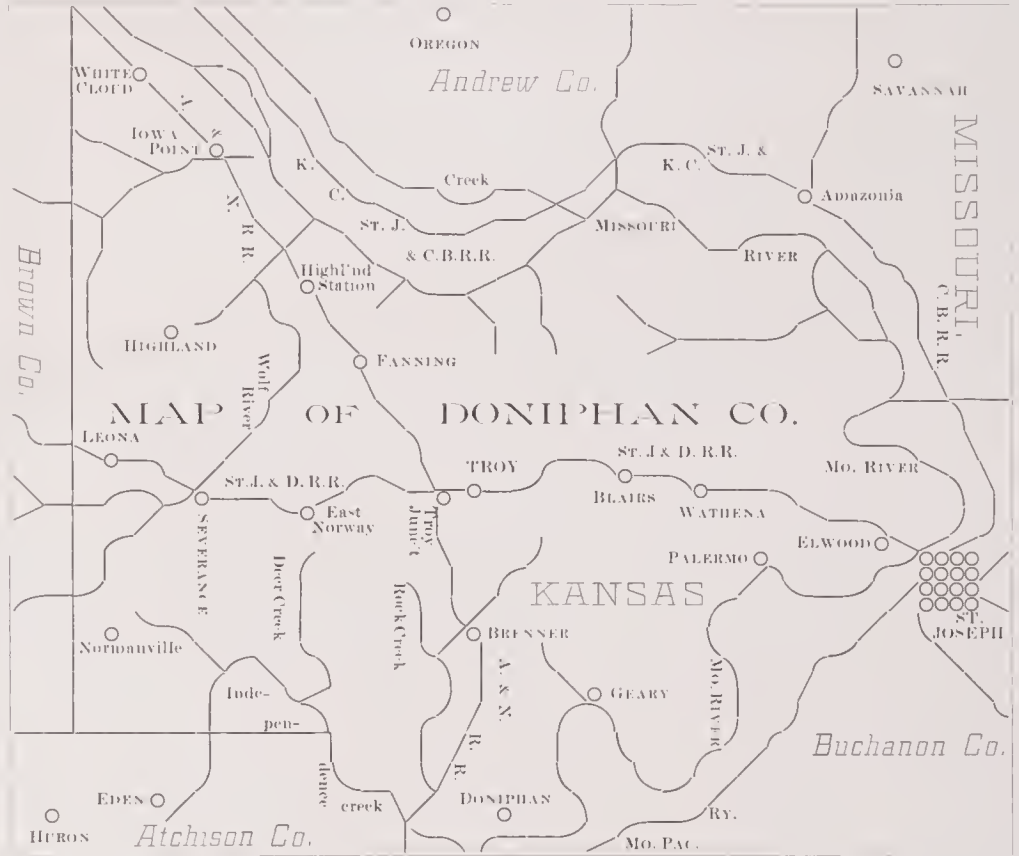 OREGON
Andrew Co.
SAVANNAH
WHITE
CLOUD
A.
&
N.
R.R.
IOWA
POINT
MISSOURI,
K.
C.
ST. J.
& C.B.R.R.
Creek
ST. J. &
K.C.
Amazonia
MISSOURI
RIVER
C.B.R.R.
Brown Co.
Highl'nd
Station
HIGHLAND
FANNING
Wolf
River
MAP OF DONIPHAN CO.
LEONA
ST.J. & D.R.R.
TROY
ST.J & D.R.R.
BLAIRS
WATHENA
MO. RIVER
SEVERANCE
East
Norway
Troy
Junc't
ELWOOD
PALERMO
Deer Creek
Rock Creek
KANSAS
ST.
JOSEPH
Normanville
BRENNER
A. & N.
R.R.
GEARY
MO. RIVER
Inde-
pen-
dence
creek
Buchanon Co.
EDEN
DONIPHAN
HURON
Atchison Co.
MO. PAC.
RY.